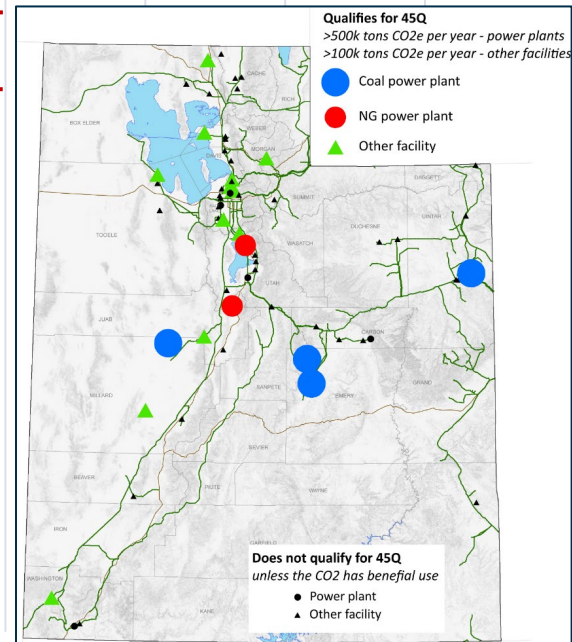 Qualifies for 45Q
>500k tons CO2e per year - power plants
>100k tons CO2e per year - other facilities
Coal power plant
NG power plant
Other facility
CACHE
RICH
BOX ELDER
WEBER
MORGAN
DAVIS
SUMMIT
DAGGETT
TOOELE
WASATCH
DUCHESNE
UINTAH
UTAH
JUAB
CARBON
SANPETE
EMERY
GRAND
MILLARD
SEVIER
BEAVER
PIUTE
WAYNE
IRON
GARFIELD
WASHINGTON
KANE
Does not qualify for 45Q
unless the CO2 has benefial use
Power plant
Other facility